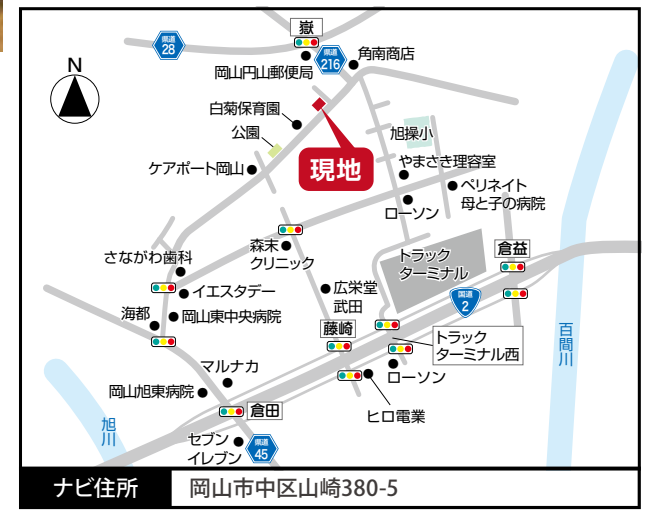 嶽
県道
28
県道
216
角南商店
岡山円山郵便局
N
白菊保育園
公園
旭操小
現地
ケアポート岡山
やまさき理容室
ペリネイト
母と子の病院
ローソン
森末
クリニック
トラック
ターミナル
倉益
さながわ歯科
イエスタデー
広栄堂
武田
国道
2
海都
岡山東中央病院
藤崎
トラック
ターミナル西
百間川
マルナカ
ローソン
岡山旭東病院
倉田
ヒロ電業
旭川
セブン
イレブン
県道
45
ナビ住所
岡山市中区山崎380-5